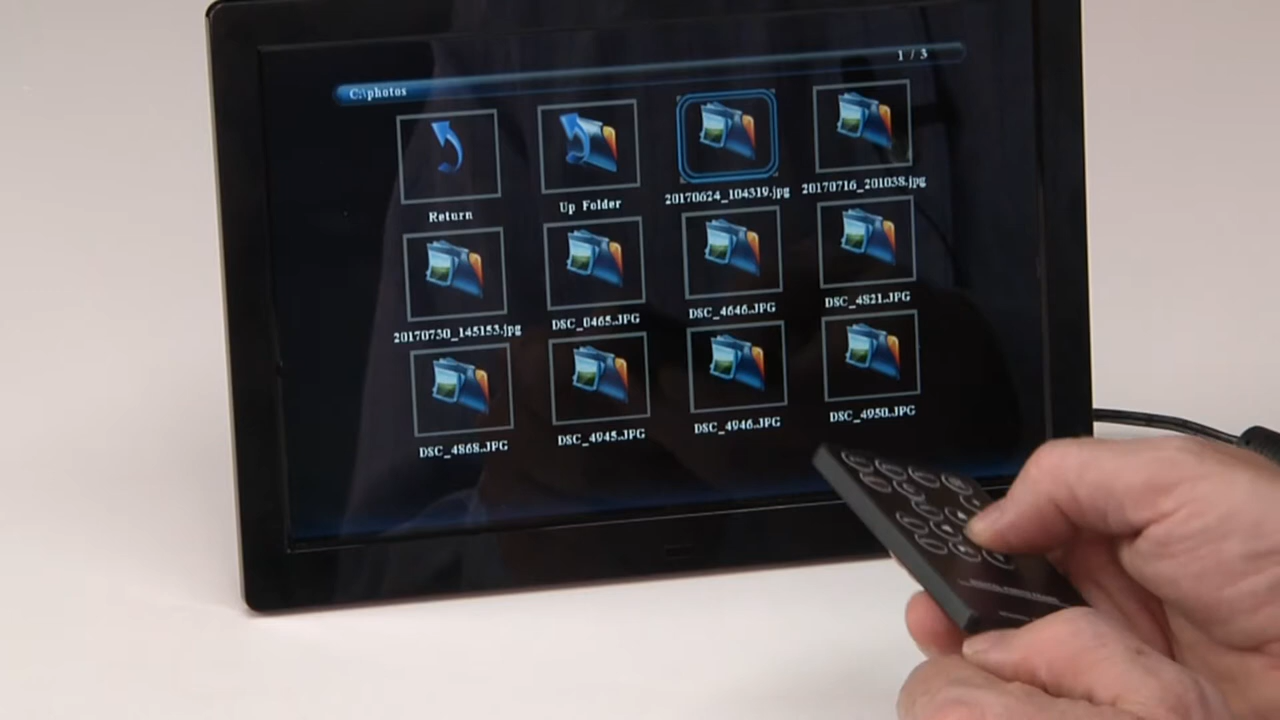 1 / 3
C:\photos
Return
Up Folder
20170624_104319.jpg
20170716_201038.jpg
20170730_145153.jpg
DSC_0465.JPG
DSC_4646.JPG
DSC_4821.JPG
DSC_4868.JPG
DSC_4945.JPG
DSC_4946.JPG
DSC_4950.JPG